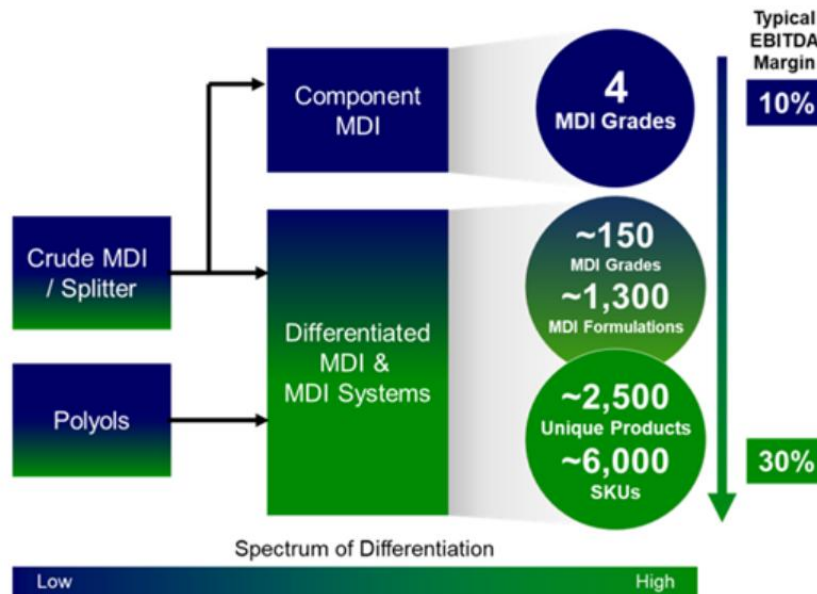 Typical
EBITDA
Margin
Component
MDI
4
MDI Grades
10%
Crude MDI
/ Splitter
~150
MDI Grades
~1,300
MDI Formulations
Differentiated
MDI &
MDI Systems
Polyols
~2,500
Unique Products
~6,000
SKUs
30%
Spectrum of Differentiation
Low
High